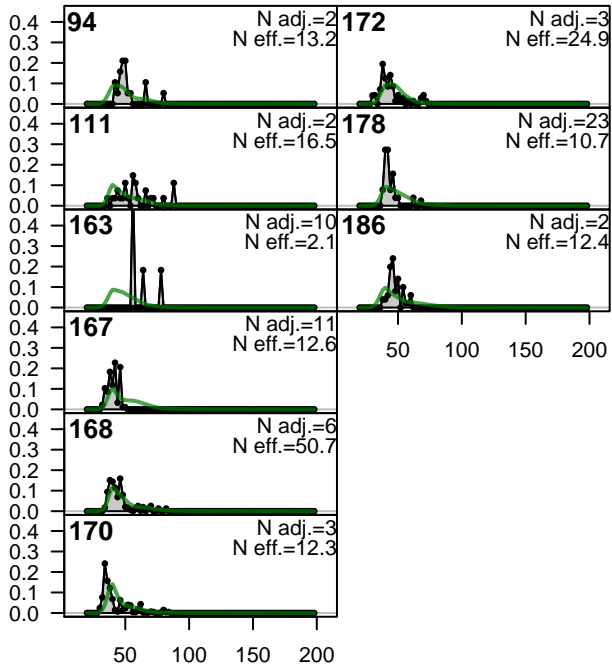 94 N adj.=2
N eff.=13.2
172 N adj.=3
N eff.=24.9
0.4
0.3
0.2
0.1
0.0
111 N adj.=2
N eff.=16.5
178 N adj.=23
N eff.=10.7
0.4
0.3
0.2
0.1
0.0
163 N adj.=10
N eff.=2.1
186 N adj.=2
N eff.=12.4
0.4
0.3
0.2
0.1
0.0
50 100 150 200
167 N adj.=11
N eff.=12.6
0.4
0.3
0.2
0.1
0.0
168 N adj.=6
N eff.=50.7
0.4
0.3
0.2
0.1
0.0
170 N adj.=3
N eff.=12.3
0.4
0.3
0.2
0.1
0.0
50 100 150 200